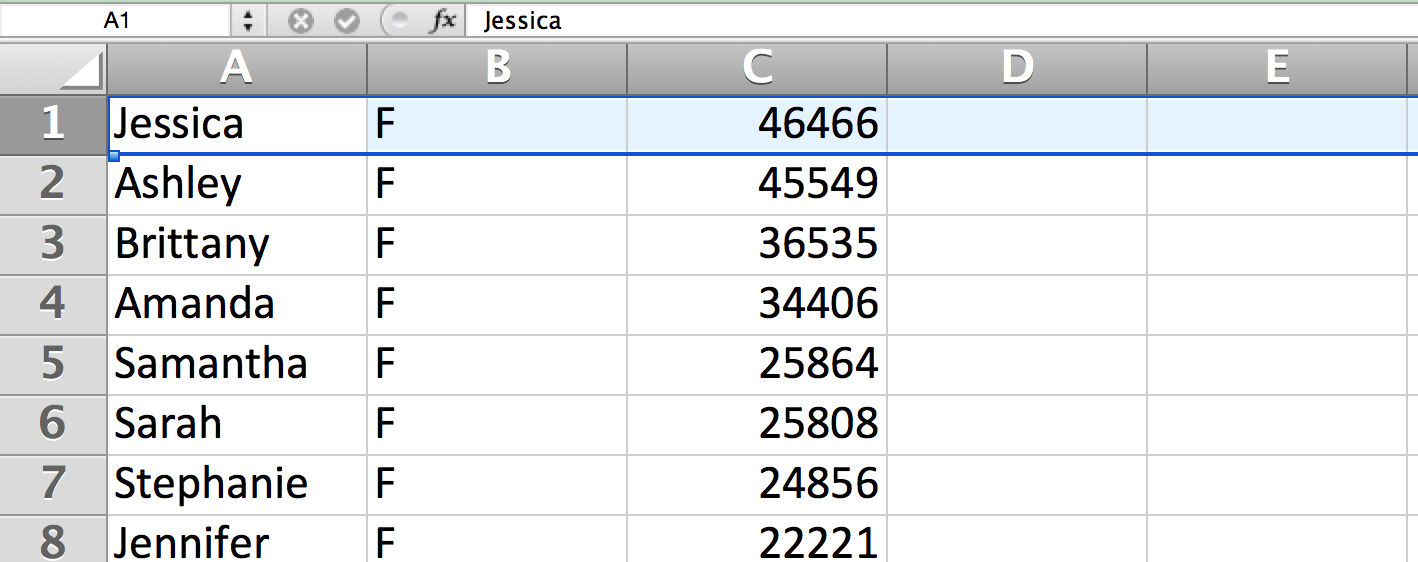 A1 fx Jessica
A B C D E
1 Jessica F 46466
2 Ashley F 45549
3 Brittany F 36535
4 Amanda F 34406
5 Samantha F 25864
6 Sarah F 25808
7 Stephanie F 24856
8 Jennifer F 22221